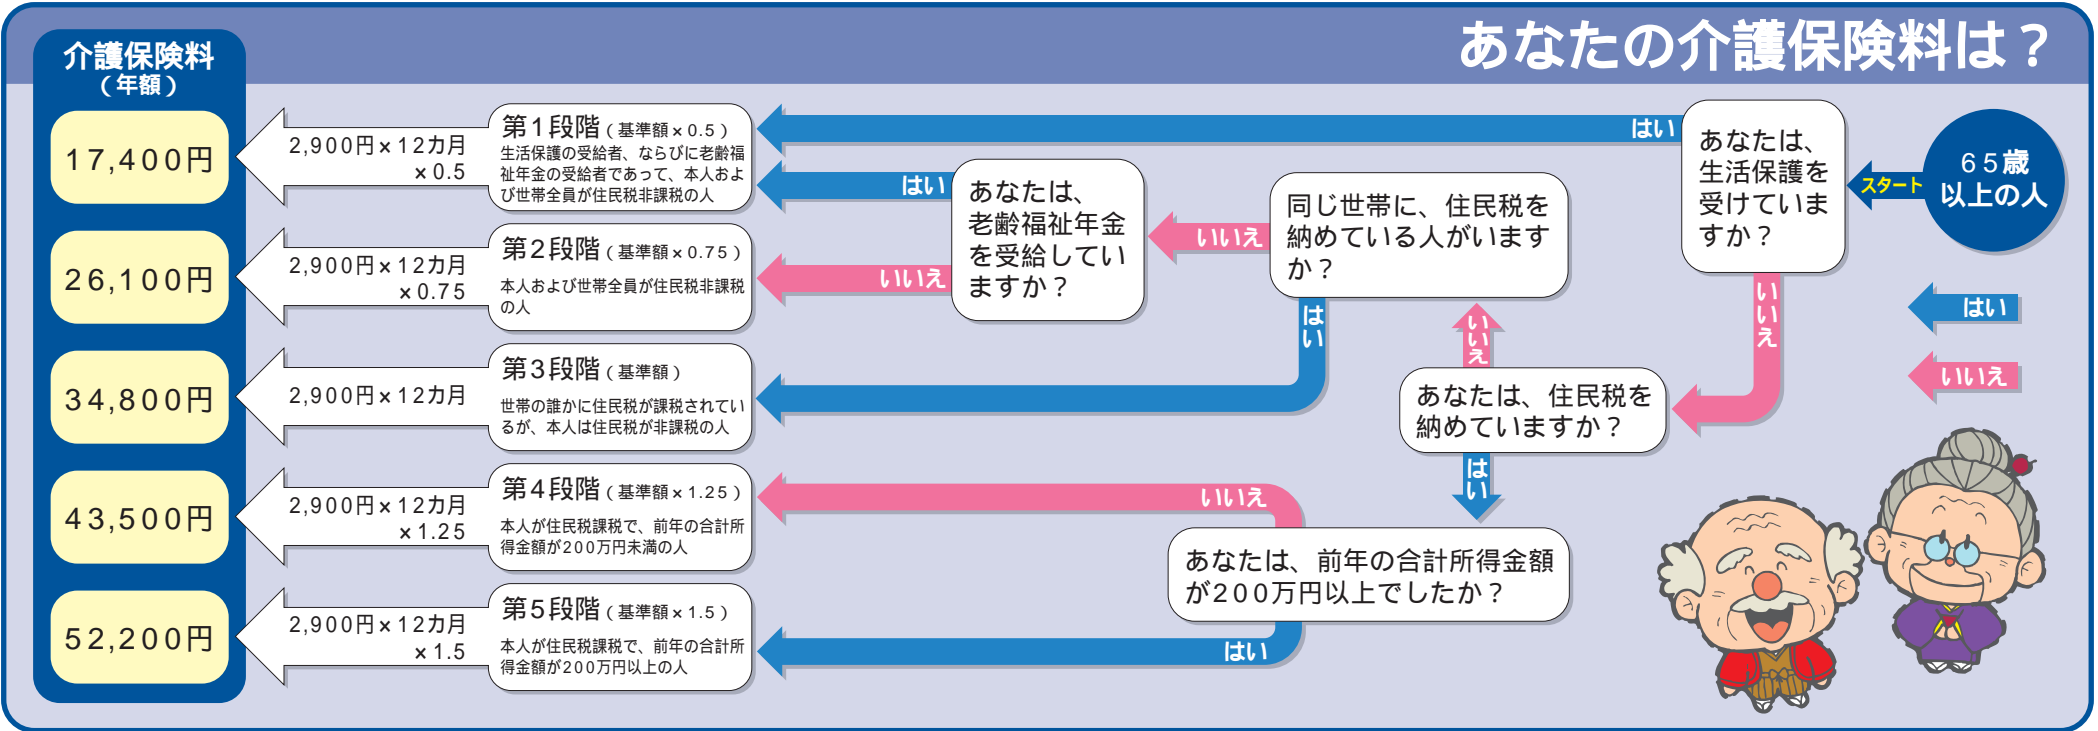 あなたの介護保険料は？
介護保険料
（年額）
17,400円
2,900円×12カ月
×0.5
第1段階（基準額×0.5）
生活保護の受給者、ならびに老齢福
祉年金の受給者であって、本人およ
び世帯全員が住民税非課税の人
26,100円
2,900円×12カ月
×0.75
第2段階（基準額×0.75）
本人および世帯全員が住民税非課税
の人
34,800円
2,900円×12カ月
第3段階（基準額）
世帯の誰かに住民税が課税されてい
るが、本人は住民税が非課税の人
43,500円
2,900円×12カ月
×1.25
第4段階（基準額×1.25）
本人が住民税課税で、前年の合計所
得金額が200万円未満の人
52,200円
2,900円×12カ月
×1.5
第5段階（基準額×1.5）
本人が住民税課税で、前年の合計所
得金額が200万円以上の人
65歳
以上の人
スタート
あなたは、
生活保護を
受けていま
すか？
はい
いいえ
あなたは、住民税を
納めていますか？
いいえ
はい
同じ世帯に、住民税を
納めている人がいます
か？
いいえ
はい
あなたは、
老齢福祉年金
を受給してい
ますか？
はい
いいえ
あなたは、前年の合計所得金額
が200万円以上でしたか？
いいえ
はい
はい
いいえ